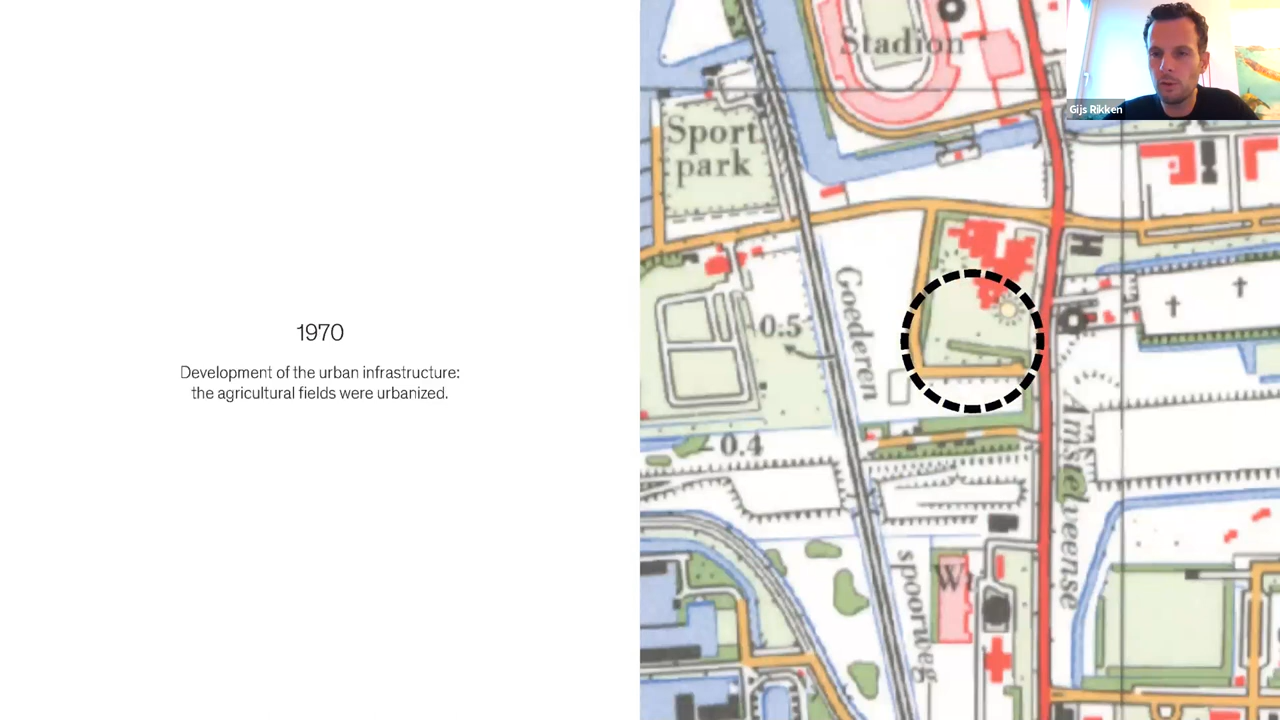 1970
Development of the urban infrastructure:
the agricultural fields were urbanized.
Stadion
Gijs Rikken
Sport
park
Goederen
0.5
0.4
Amstelveense
spoorweg
H